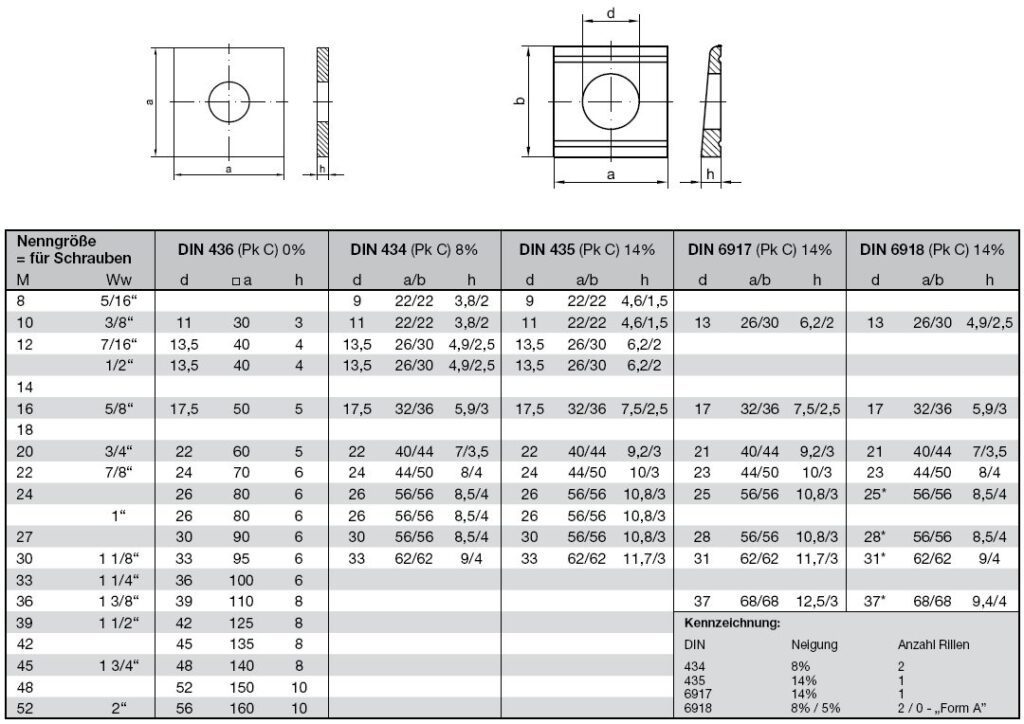 d
a
b
a
h
a
h
Nenngröße
= für Schrauben DIN 436 (Pk C) 0% DIN 434 (Pk C) 8% DIN 435 (Pk C) 14% DIN 6917 (Pk C) 14% DIN 6918 (Pk C) 14%
M Ww d □ a h d a/b h d a/b h d a/b h d a/b h
8 5/16“ 9 22/22 3,8/2 9 22/22 4,6/1,5
10 3/8“ 11 30 3 11 22/22 3,8/2 11 22/22 4,6/1,5 13 26/30 6,2/2 13 26/30 4,9/2,5
12 7/16“ 13,5 40 4 13,5 26/30 4,9/2,5 13,5 26/30 6,2/2
1/2“ 13,5 40 4 13,5 26/30 4,9/2,5 13,5 26/30 6,2/2
14
16 5/8“ 17,5 50 5 17,5 32/36 5,9/3 17,5 32/36 7,5/2,5 17 32/36 7,5/2,5 17 32/36 5,9/3
18
20 3/4“ 22 60 5 22 40/44 7/3,5 22 40/44 9,2/3 21 40/44 9,2/3 21 40/44 7/3,5
22 7/8“ 24 70 6 24 44/50 8/4 24 44/50 10/3 23 44/50 10/3 23 44/50 8/4
24 26 80 6 26 56/56 8,5/4 26 56/56 10,8/3 25 56/56 10,8/3 25* 56/56 8,5/4
1“ 26 80 6 26 56/56 8,5/4 26 56/56 10,8/3
27 30 90 6 30 56/56 8,5/4 30 56/56 10,8/3 28 56/56 10,8/3 28* 56/56 8,5/4
30 1 1/8“ 33 95 6 33 62/62 9/4 33 62/62 11,7/3 31 62/62 11,7/3 31* 62/62 9/4
33 1 1/4“ 36 100 6
36 1 3/8“ 39 110 8 37 68/68 12,5/3 37* 68/68 9,4/4
39 1 1/2“ 42 125 8 Kennzeichnung:
42 45 135 8 DIN Neigung Anzahl Rillen
45 1 3/4“ 48 140 8 434 8% 2
435 14% 1
48 52 150 10 6917 14% 1
52 2“ 56 160 10 6918 8% / 5% 2 / 0 - „Form A”